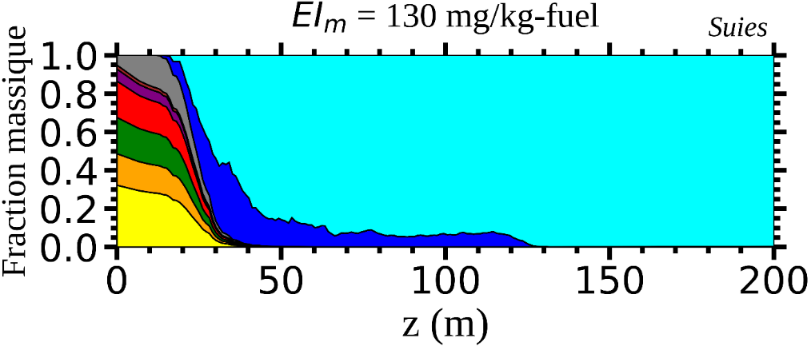 EIm = 130 mg/kg-fuel
Suies
Fraction massique
1.0
0.8
0.6
0.4
0.2
0.0
0 50 100 150 200
z (m)